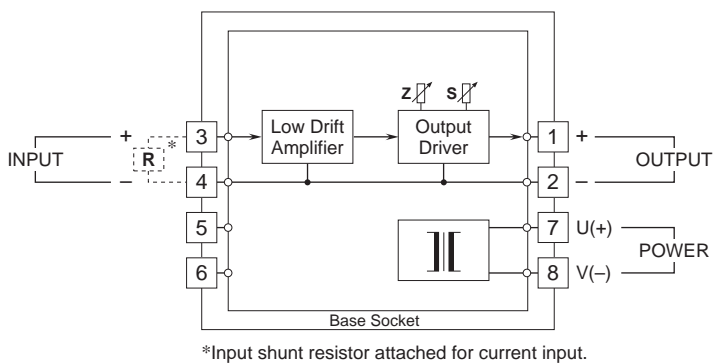 Z S
3 Low Drift Amplifier Output Driver 1 +
INPUT + R * OUTPUT
– 4 2 –
5 7 U(+)
POWER
6 8 V(–)
Base Socket
*Input shunt resistor attached for current input.